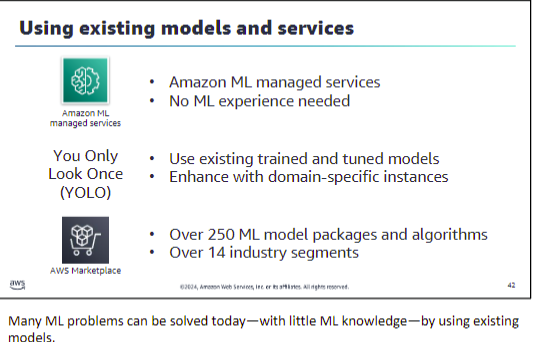 Using existing models and services
Amazon ML
managed services
• Amazon ML managed services
• No ML experience needed
You Only
Look Once
(YOLO)
• Use existing trained and tuned models
• Enhance with domain-specific instances
AWS Marketplace
• Over 250 ML model packages and algorithms
• Over 14 industry segments
aws
©2024, Amazon Web Services, Inc. or its affiliates. All rights reserved.
42
Many ML problems can be solved today—with little ML knowledge—by using existing
models.